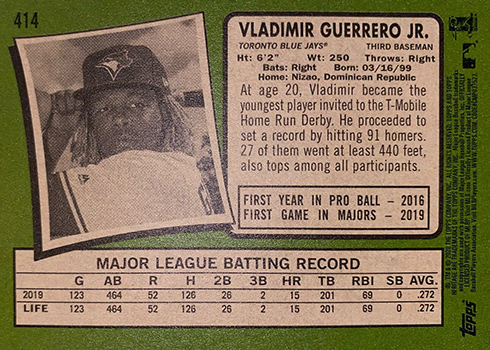 414
VLADIMIR GUERRERO JR.
TORONTO BLUE JAYS® THIRD BASEMAN
Ht: 6'2" Wt: 250 Throws: Right
Bats: Right Born: 03/16/99
Home: Nizao, Dominican Republic
At age 20, Vladimir became the
youngest player invited to the T-Mobile
Home Run Derby. He proceeded to
set a record by hitting 91 homers.
27 of them went at least 440 feet,
also tops among all participants.
FIRST YEAR IN PRO BALL – 2016
FIRST GAME IN MAJORS – 2019
MAJOR LEAGUE BATTING RECORD
G AB R H 2B 3B HR TB RBI SB AVG.
2019 123 464 52 126 26 2 15 201 69 0 .272
LIFE 123 464 52 126 26 2 15 201 69 0 .272
topps